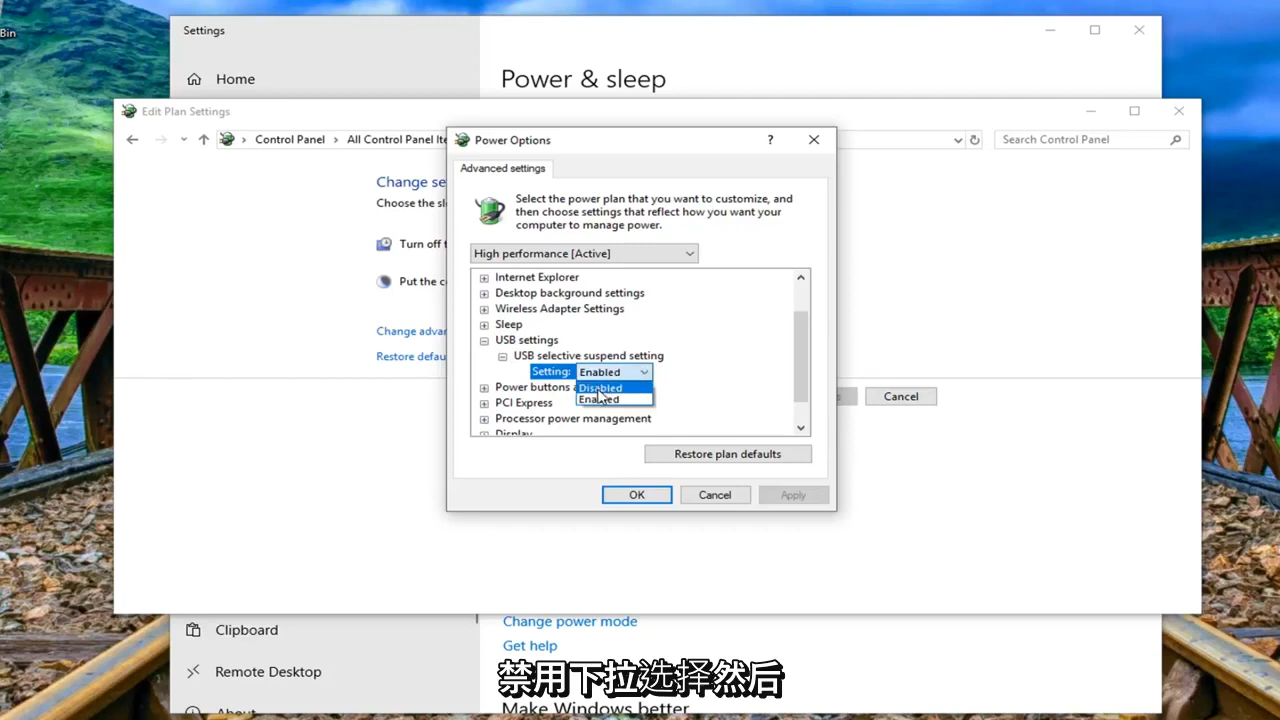 Bin
Settings
Home
Power & sleep
Edit Plan Settings
Control Panel
All Control Panel Ite
Search Control Panel
Change se
Choose the sl
Turn off t
Put the c
Change advar
Restore defau
Power Options
?
Advanced settings
Select the power plan that you want to customize, and
then choose settings that reflect how you want your
computer to manage power.
High performance [Active]
Internet Explorer
Desktop background settings
Wireless Adapter Settings
Sleep
USB settings
USB selective suspend setting
Setting: Enabled
Disabled
Enabled
Power buttons a
PCI Express
Processor power management
Display
Restore plan defaults
OK
Cancel
Apply
s
Cancel
Clipboard
Remote Desktop
About
Change power mode
Get help
禁用下拉选择然后
Make Windows better